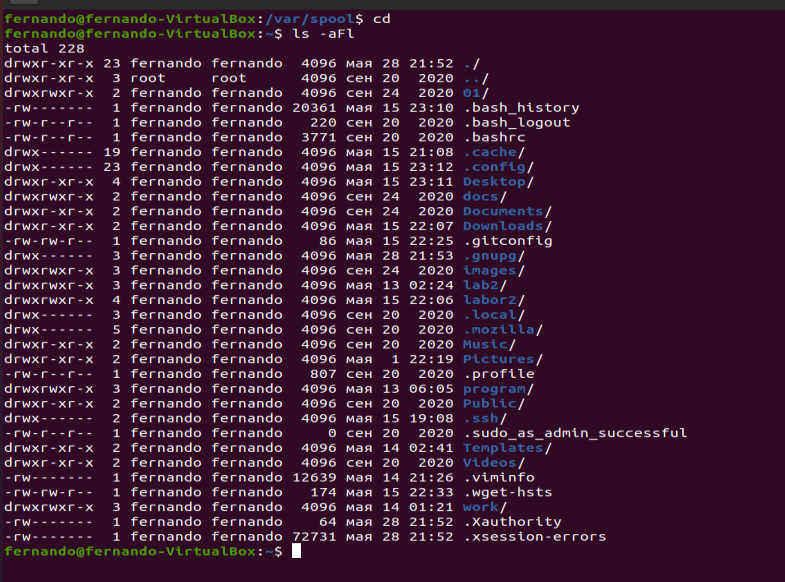 fernando@fernando-VirtualBox:/var/spool$ cd
fernando@fernando-VirtualBox:~$ ls -aFl
total 228
drwxr-xr-x 23 fernando fernando  4096 мая 28 21:52 ./
drwxr-xr-x  3 root     root      4096 сен 20  2020 ../
drwxrwxr-x  2 fernando fernando  4096 сен 24  2020 01/
-rw-------  1 fernando fernando 20361 мая 15 23:10 .bash_history
-rw-r--r--  1 fernando fernando   220 сен 20  2020 .bash_logout
-rw-r--r--  1 fernando fernando  3771 сен 20  2020 .bashrc
drwx------ 19 fernando fernando  4096 мая 15 21:08 .cache/
drwx------ 23 fernando fernando  4096 мая 15 23:12 .config/
drwxr-xr-x  4 fernando fernando  4096 мая 15 23:11 Desktop/
drwxrwxr-x  2 fernando fernando  4096 сен 24  2020 docs/
drwxr-xr-x  2 fernando fernando  4096 сен 24  2020 Documents/
drwxr-xr-x  2 fernando fernando  4096 мая 15 22:07 Downloads/
-rw-rw-r--  1 fernando fernando    86 мая 15 22:25 .gitconfig
drwx------  3 fernando fernando  4096 мая 28 21:53 .gnupg/
drwxrwxr-x  3 fernando fernando  4096 сен 24  2020 images/
drwxrwxr-x  3 fernando fernando  4096 мая 13 02:24 lab2/
drwxrwxr-x  4 fernando fernando  4096 мая 15 22:06 labor2/
drwx------  3 fernando fernando  4096 сен 20  2020 .local/
drwx------  5 fernando fernando  4096 сен 20  2020 .mozilla/
drwxr-xr-x  2 fernando fernando  4096 сен 20  2020 Music/
drwxr-xr-x  2 fernando fernando  4096 мая  1 22:19 Pictures/
-rw-r--r--  1 fernando fernando   807 сен 20  2020 .profile
drwxrwxr-x  3 fernando fernando  4096 мая 13 06:05 program/
drwxr-xr-x  2 fernando fernando  4096 сен 20  2020 Public/
drwx------  2 fernando fernando  4096 мая 15 19:08 .ssh/
-rw-r--r--  1 fernando fernando     0 сен 20  2020 .sudo_as_admin_successful
drwxr-xr-x  2 fernando fernando  4096 мая 14 02:41 Templates/
drwxr-xr-x  2 fernando fernando  4096 сен 20  2020 Videos/
-rw-------  1 fernando fernando 12639 мая 14 21:26 .viminfo
-rw-rw-r--  1 fernando fernando   174 мая 15 22:33 .wget-hsts
drwxrwxr-x  3 fernando fernando  4096 мая 14 01:21 work/
-rw-------  1 fernando fernando    64 мая 28 21:52 .Xauthority
-rw-------  1 fernando fernando 72731 мая 28 21:52 .xsession-errors
fernando@fernando-VirtualBox:~$